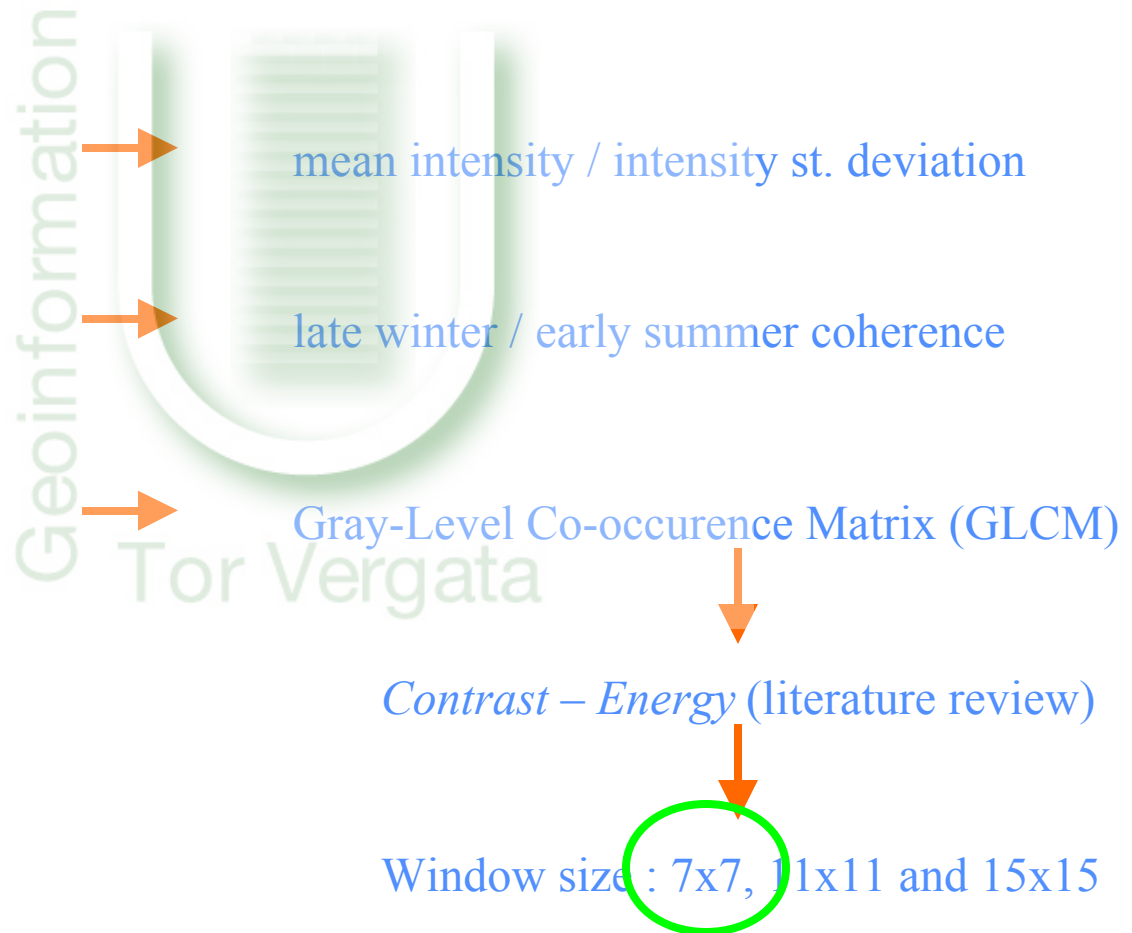 Geoinformation
Tor Vergata
mean intensity / intensity st. deviation
late winter / early summer coherence
Gray-Level Co-occurence Matrix (GLCM)
Contrast – Energy (literature review)
Window size : 7x7, 11x11 and 15x15